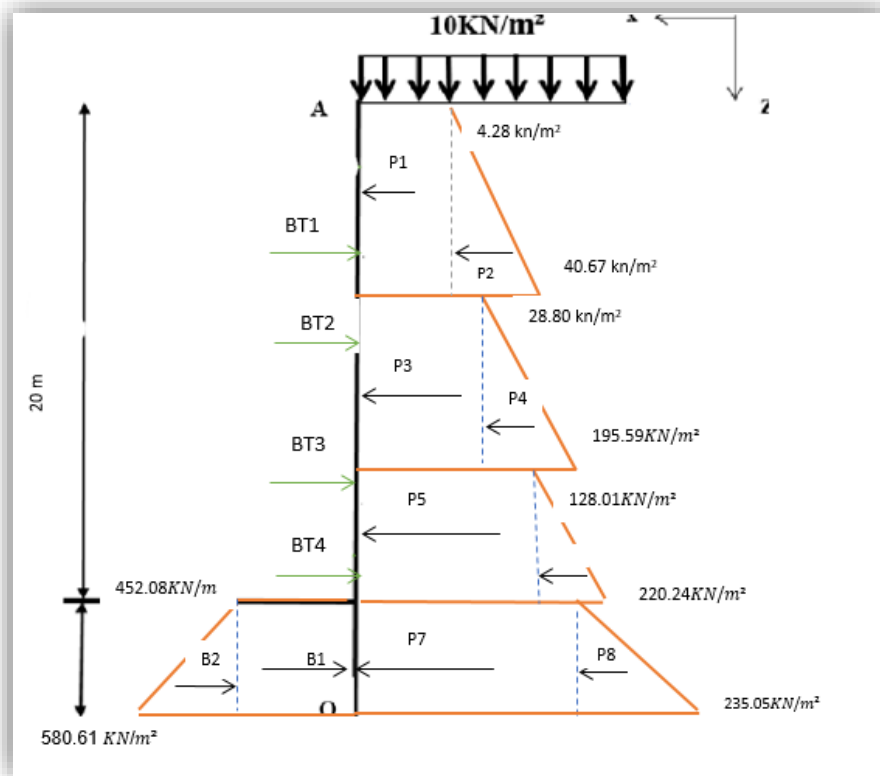 10KN/m²
A
4.28 kn/m²
P1
BT1
40.67 kn/m²
P2
28.80 kn/m²
BT2
P3
P4
20 m
195.59KN/m²
BT3
128.01KN/m²
P5
BT4
452.08KN/m
220.24KN/m²
P7
B2
B1
P8
O
235.05KN/m²
580.61 KN/m²